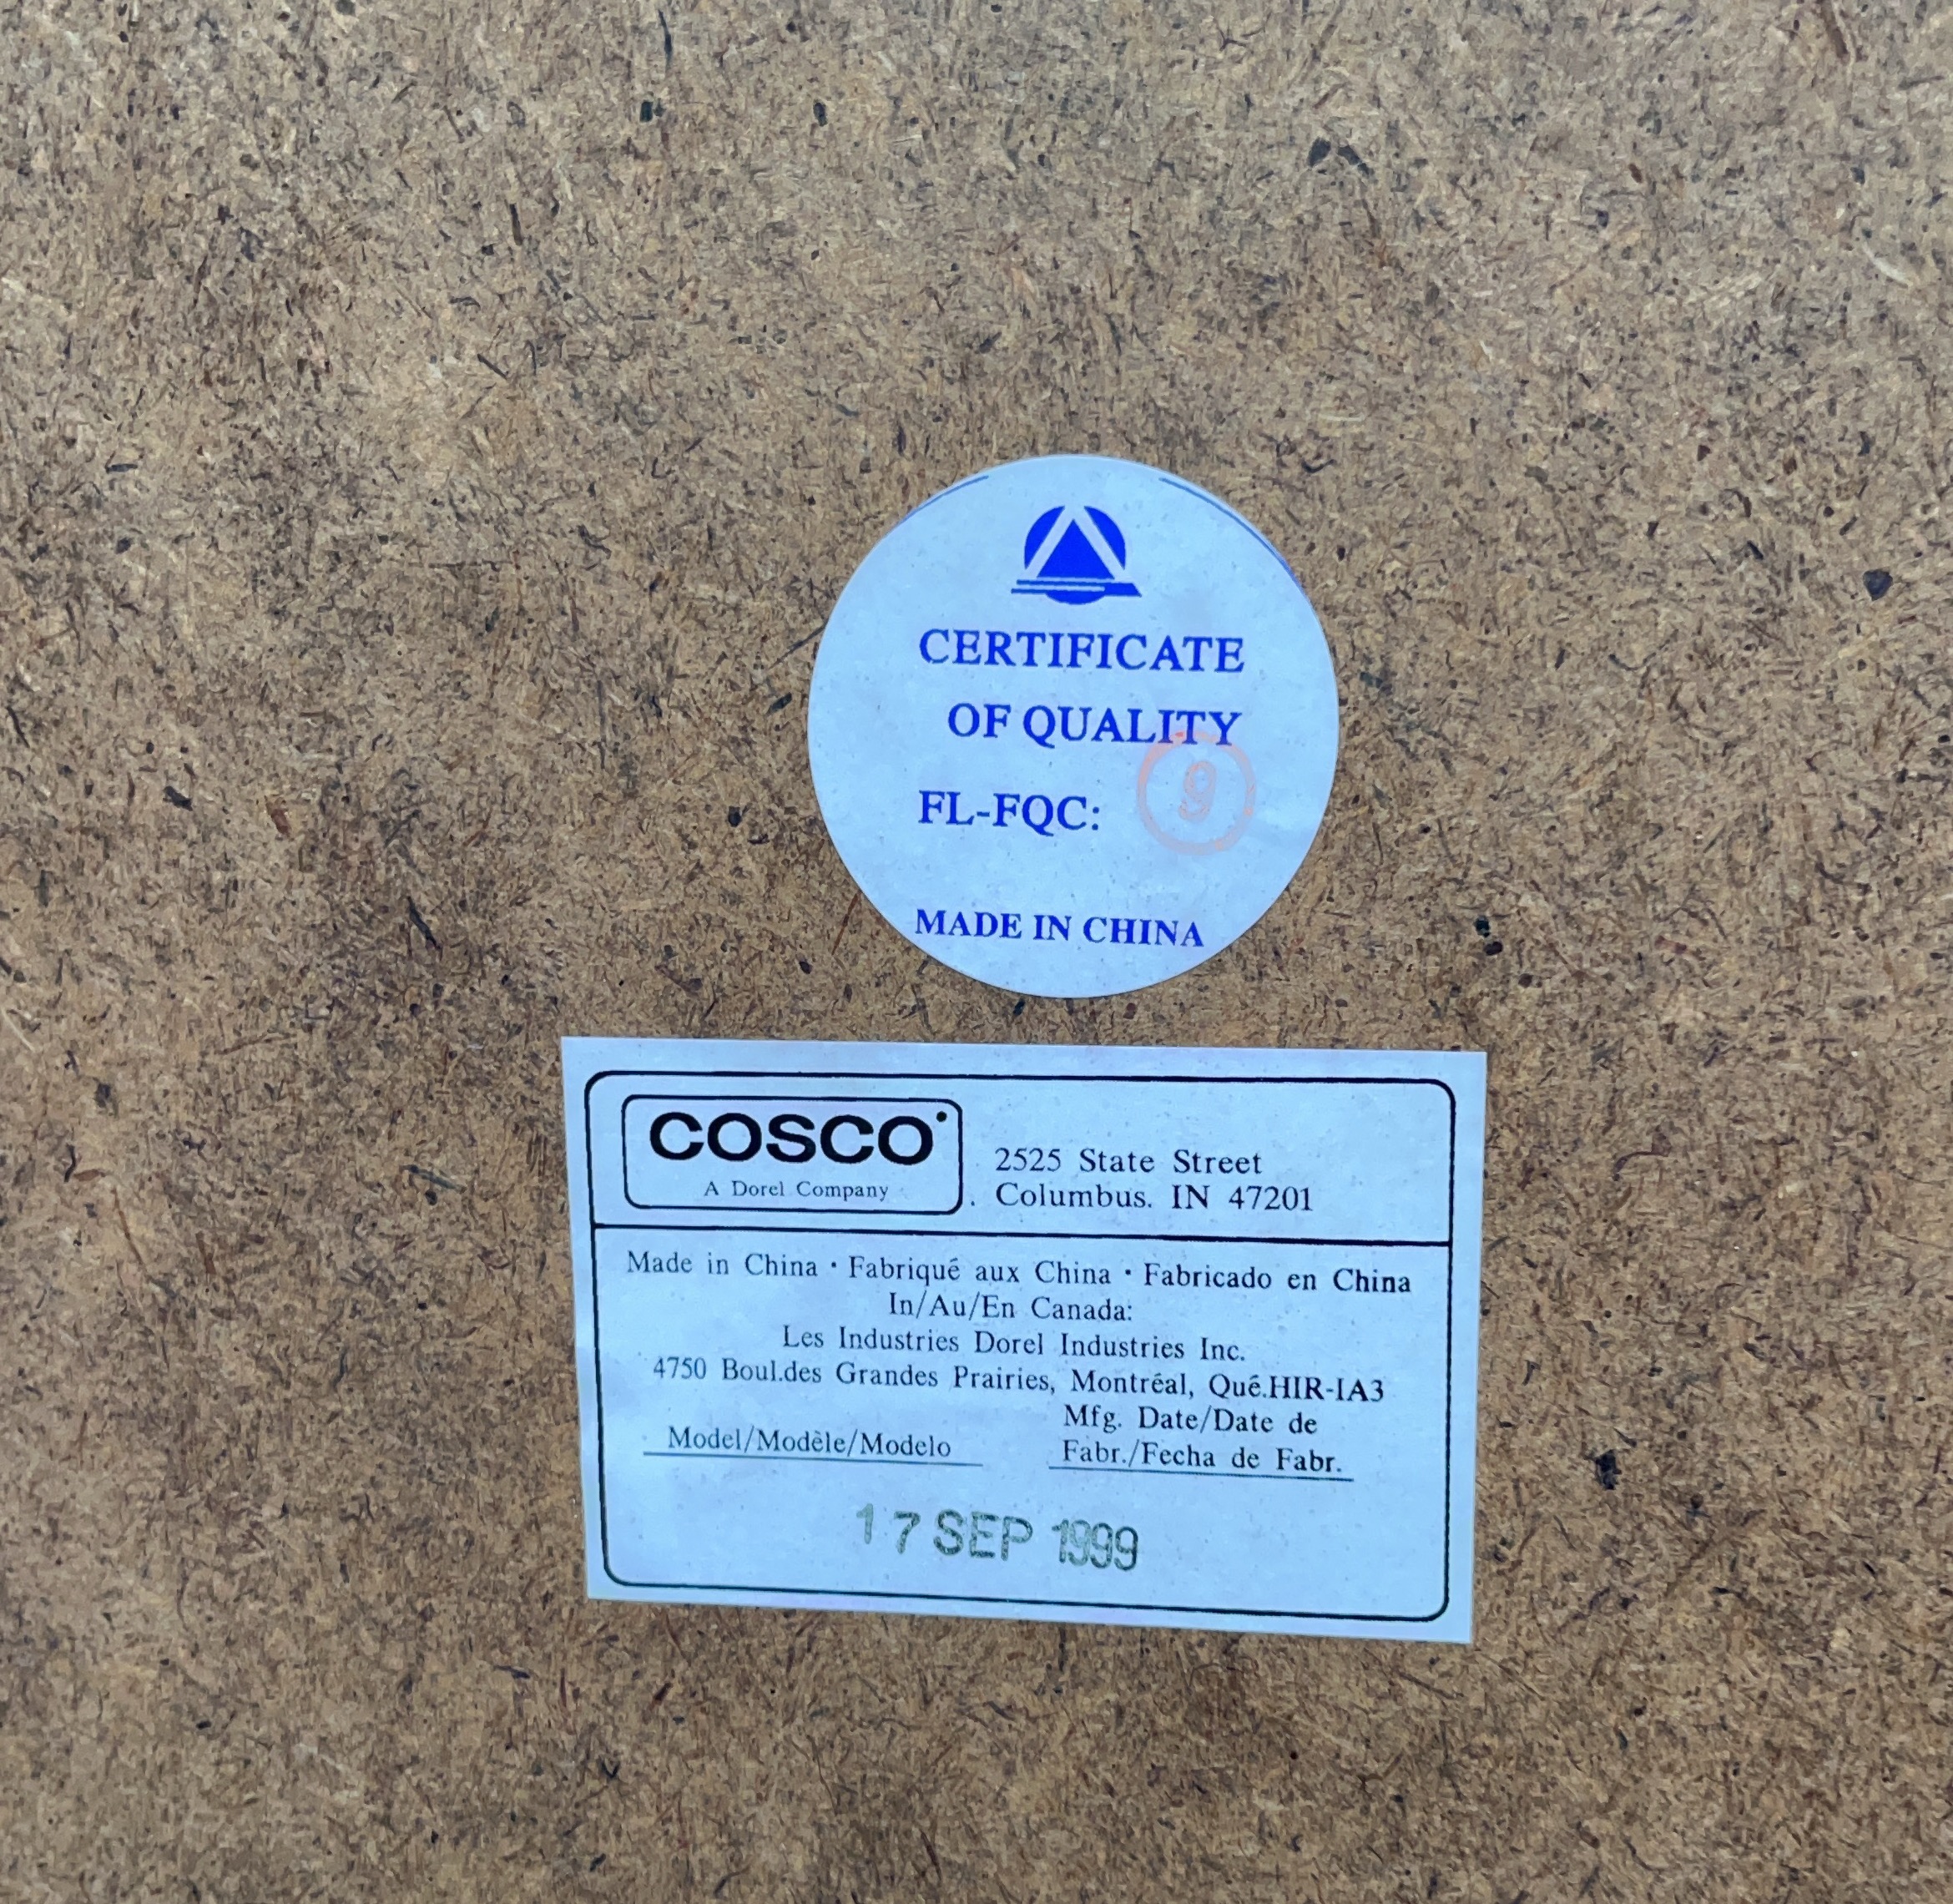 CERTIFICATE
OF QUALITY
FL-FQC: 9
MADE IN CHINA
COSCO
A Dorel Company
2525 State Street
Columbus. IN 47201
Made in China · Fabriqué aux China · Fabricado en China
In/Au/En Canada:
Les Industries Dorel Industries Inc.
4750 Boul.des Grandes Prairies, Montréal, Qué.HIR-IA3
Model/Modèle/Modelo
Mfg. Date/Date de
Fabr./Fecha de Fabr.
17 SEP 1999